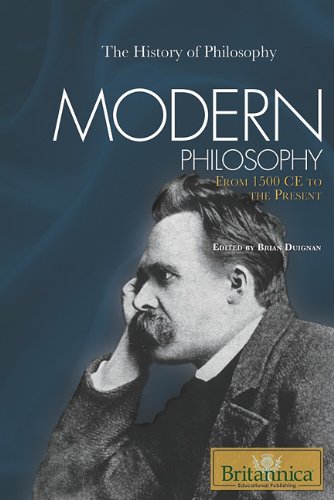 The History of Philosophy
MODERN
PHILOSOPHY
FROM 1500 CE TO
THE PRESENT
EDITED BY BRIAN DUIGNAN
Britannica
Educational Publishing